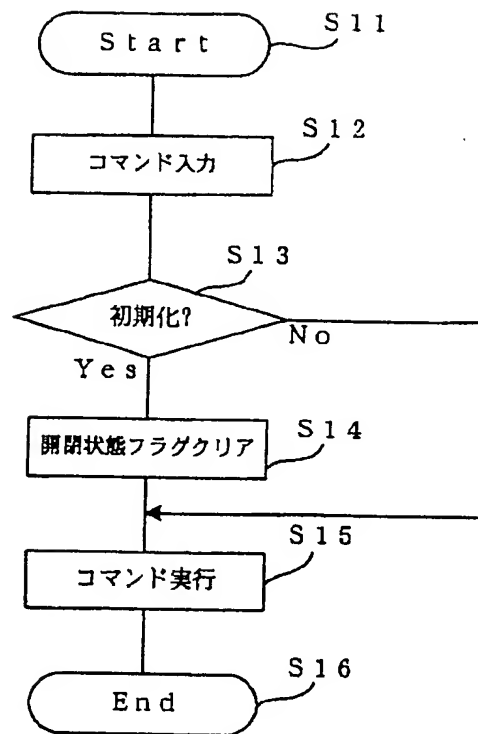 Start
S11
S12
コマンド入力
S13
初期化?
No
Yes
S14
開閉状態フラグクリア
S15
コマンド実行
S16
End